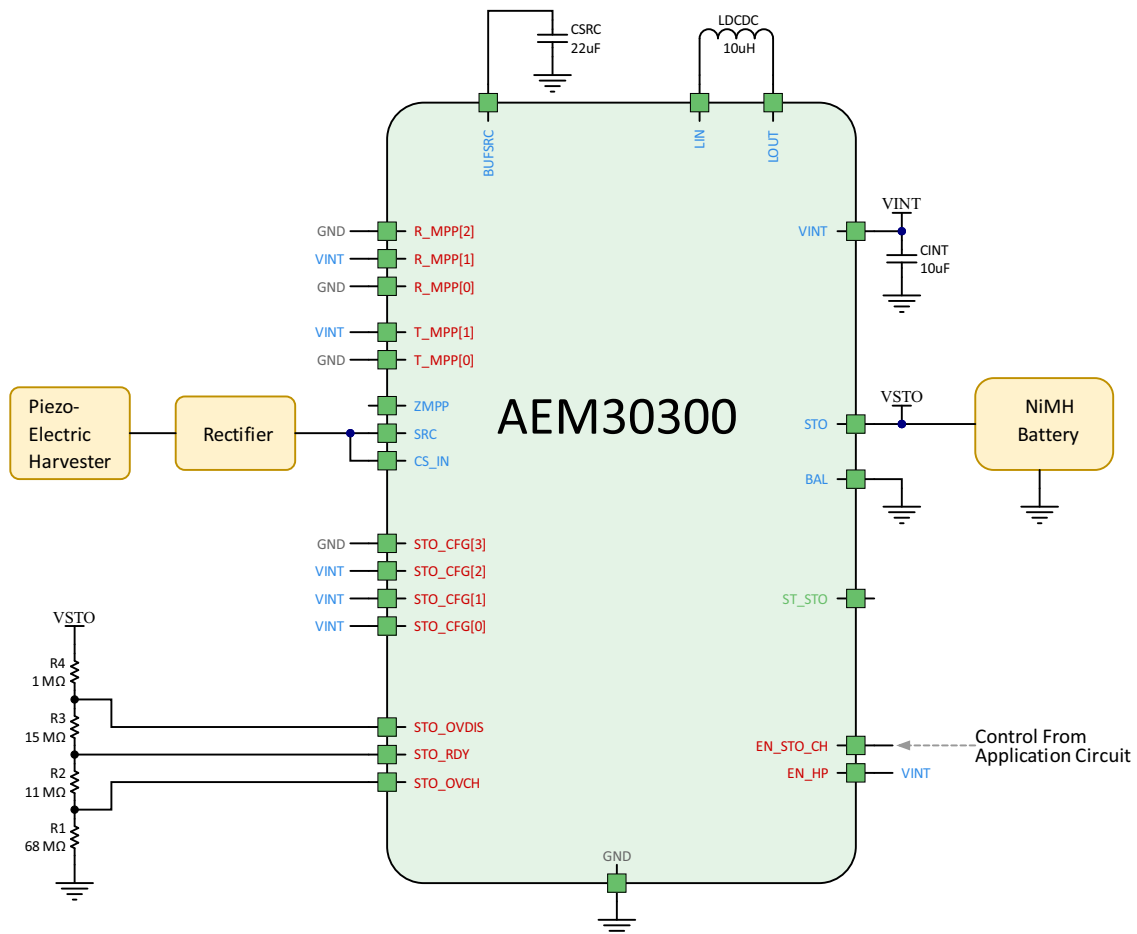 CSRC
22uF
LDCDC
10uH
BUFSRC
LIN
LOUT
GND
R_MPP[2]
VINT
R_MPP[1]
GND
R_MPP[0]
VINT
T_MPP[1]
GND
T_MPP[0]
VINT
VINT
CINT
10uF
Piezo-
Electric
Harvester
Rectifier
ZMPP
SRC
CS_IN
AEM30300
STO
VSTO
NiMH
Battery
BAL
GND
STO_CFG[3]
VINT
STO_CFG[2]
VINT
STO_CFG[1]
VINT
STO_CFG[0]
ST_STO
VSTO
R4
1 MΩ
R3
15 MΩ
R2
11 MΩ
R1
68 MΩ
STO_OVDIS
STO_RDY
STO_OVCH
EN_STO_CH
Control From
Application Circuit
EN_HP
VINT
GND